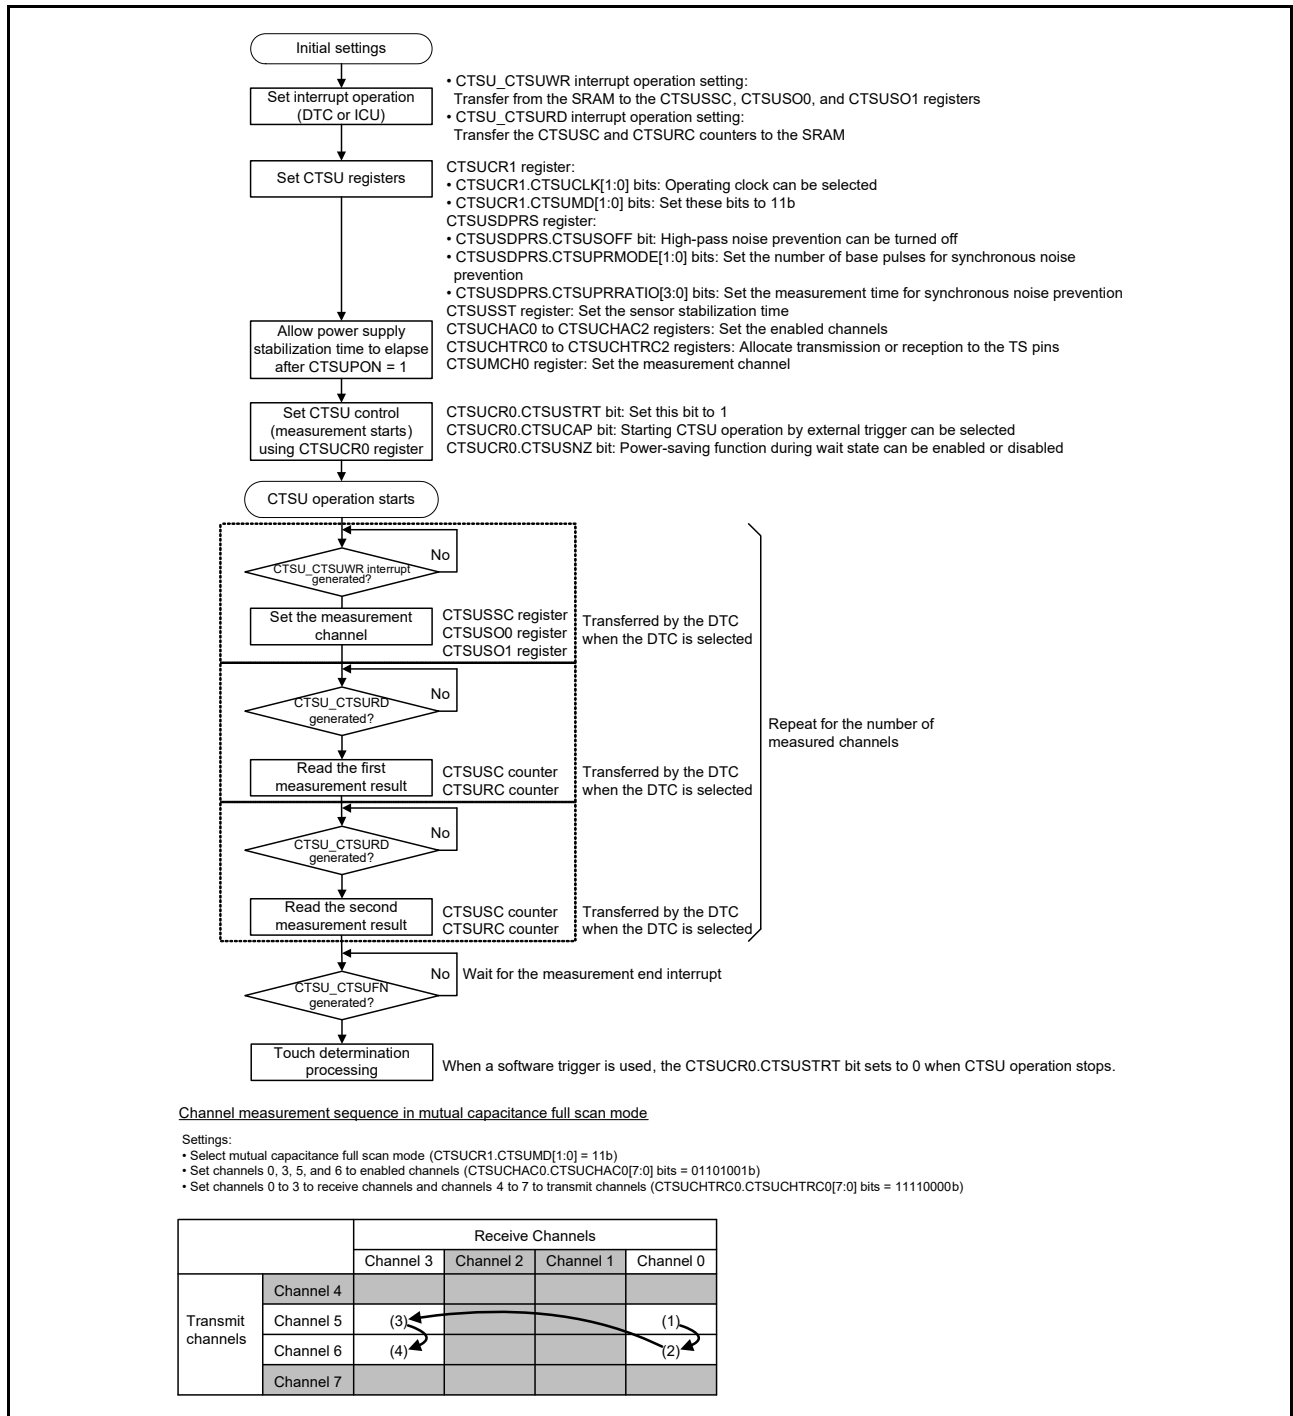 Initial settings
Set interrupt operation
(DTC or ICU)
• CTSU_CTSUWR interrupt operation setting:
Transfer from the SRAM to the CTSUSSC, CTSUSO0, and CTSUSO1 registers
• CTSU_CTSURD interrupt operation setting:
Transfer the CTSUSC and CTSURC counters to the SRAM
Set CTSU registers
CTSUCR1 register:
• CTSUCR1.CTSUCLK[1:0] bits: Operating clock can be selected
• CTSUCR1.CTSUMD[1:0] bits: Set these bits to 11b
CTSUSDPRS register:
• CTSUSDPRS.CTSUSOFF bit: High-pass noise prevention can be turned off
• CTSUSDPRS.CTSUPRMODE[1:0] bits: Set the number of base pulses for synchronous noise
prevention
• CTSUSDPRS.CTSUPRRATIO[3:0] bits: Set the measurement time for synchronous noise prevention
CTSUSST register: Set the sensor stabilization time
CTSUCHAC0 to CTSUCHAC2 registers: Set the enabled channels
CTSUCHTRC0 to CTSUCHTRC2 registers: Allocate transmission or reception to the TS pins
CTSUMCH0 register: Set the measurement channel
Allow power supply
stabilization time to elapse
after CTSUPON = 1
Set CTSU control
(measurement starts)
using CTSUCR0 register
CTSUCR0.CTSUSTRT bit: Set this bit to 1
CTSUCR0.CTSUCAP bit: Starting CTSU operation by external trigger can be selected
CTSUCR0.CTSUSNZ bit: Power-saving function during wait state can be enabled or disabled
CTSU operation starts
No
CTSU_CTSUWR interrupt
generated?
Set the measurement
channel
CTSUSSC register
CTSUSO0 register
CTSUSO1 register
Transferred by the DTC
when the DTC is selected
No
CTSU_CTSURD
generated?
Repeat for the number of
measured channels
Read the first
measurement result
CTSUSC counter
CTSURC counter
Transferred by the DTC
when the DTC is selected
No
CTSU_CTSURD
generated?
Read the second
measurement result
CTSUSC counter
CTSURC counter
Transferred by the DTC
when the DTC is selected
No
Wait for the measurement end interrupt
CTSU_CTSUFN
generated?
Touch determination
processing
When a software trigger is used, the CTSUCR0.CTSUSTRT bit sets to 0 when CTSU operation stops.
Channel measurement sequence in mutual capacitance full scan mode
Settings:
• Select mutual capacitance full scan mode (CTSUCR1.CTSUMD[1:0] = 11b)
• Set channels 0, 3, 5, and 6 to enabled channels (CTSUCHAC0.CTSUCHAC0[7:0] bits = 01101001b)
• Set channels 0 to 3 to receive channels and channels 4 to 7 to transmit channels (CTSUCHTRC0.CTSUCHTRC0[7:0] bits = 11110000b)
Receive Channels
Channel 3 Channel 2 Channel 1 Channel 0
Transmit
channels
Channel 4
Channel 5 (3) (1)
Channel 6 (4) (2)
Channel 7